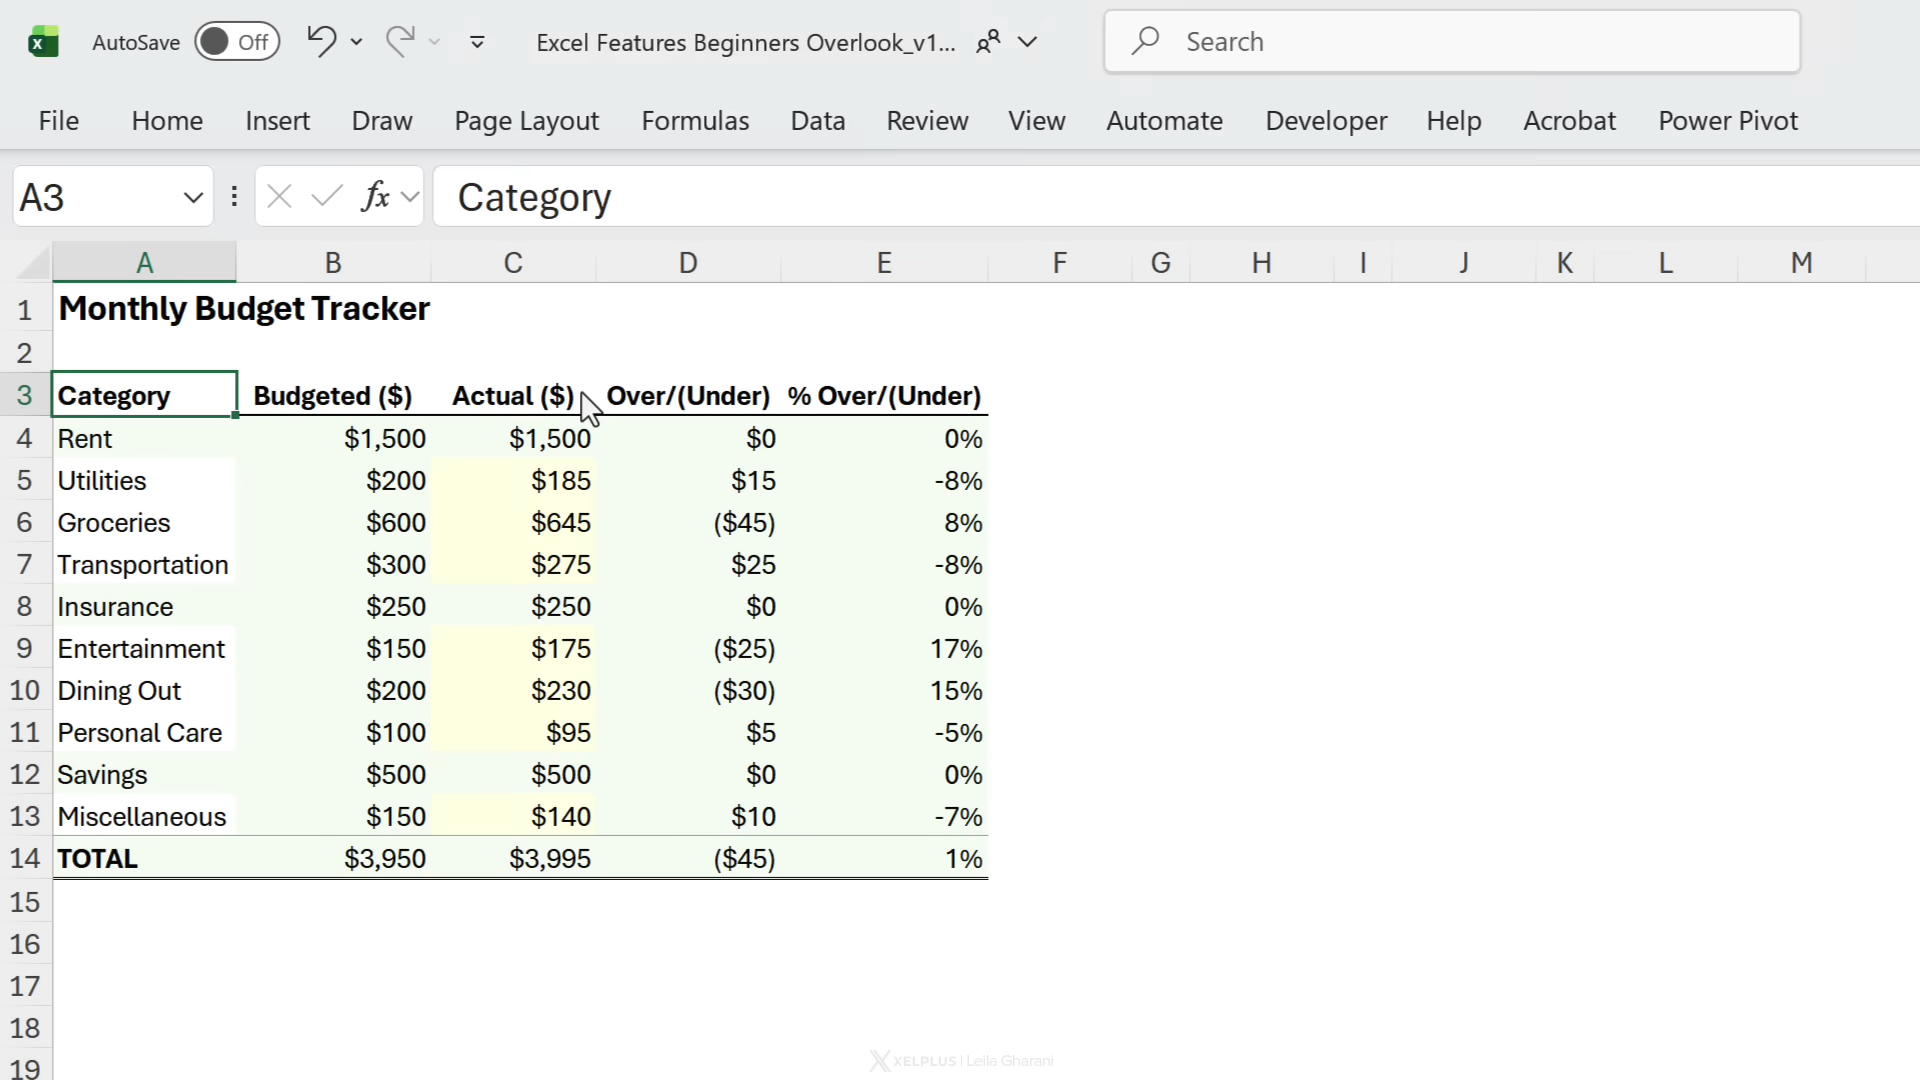 AutoSave Off Excel Features Beginners Overlook_v1... Search
File Home Insert Draw Page Layout Formulas Data Review View Automate Developer Help Acrobat Power Pivot
A3 fx Category
A B C D E F G H I J K L M
1 Monthly Budget Tracker
2
3 Category Budgeted ($) Actual ($) Over/(Under) % Over/(Under)
4 Rent $1,500 $1,500 $0 0%
5 Utilities $200 $185 $15 -8%
6 Groceries $600 $645 ($45) 8%
7 Transportation $300 $275 $25 -8%
8 Insurance $250 $250 $0 0%
9 Entertainment $150 $175 ($25) 17%
10 Dining Out $200 $230 ($30) 15%
11 Personal Care $100 $95 $5 -5%
12 Savings $500 $500 $0 0%
13 Miscellaneous $150 $140 $10 -7%
14 TOTAL $3,950 $3,995 ($45) 1%
15
16
17
18
19
XELPLUS | Leila Gharani